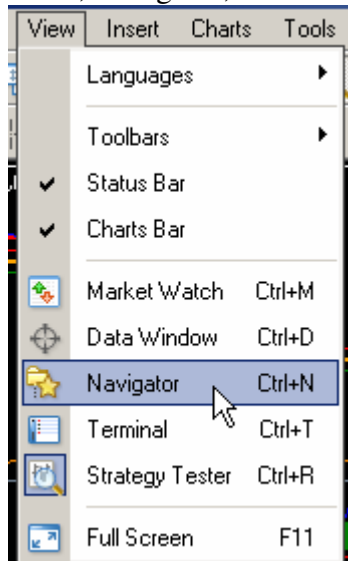 View Insert Charts Tools
Languages
Toolbars
Status Bar
Charts Bar
Market Watch Ctrl+M
Data Window Ctrl+D
Navigator Ctrl+N
Terminal Ctrl+T
Strategy Tester Ctrl+R
Full Screen F11